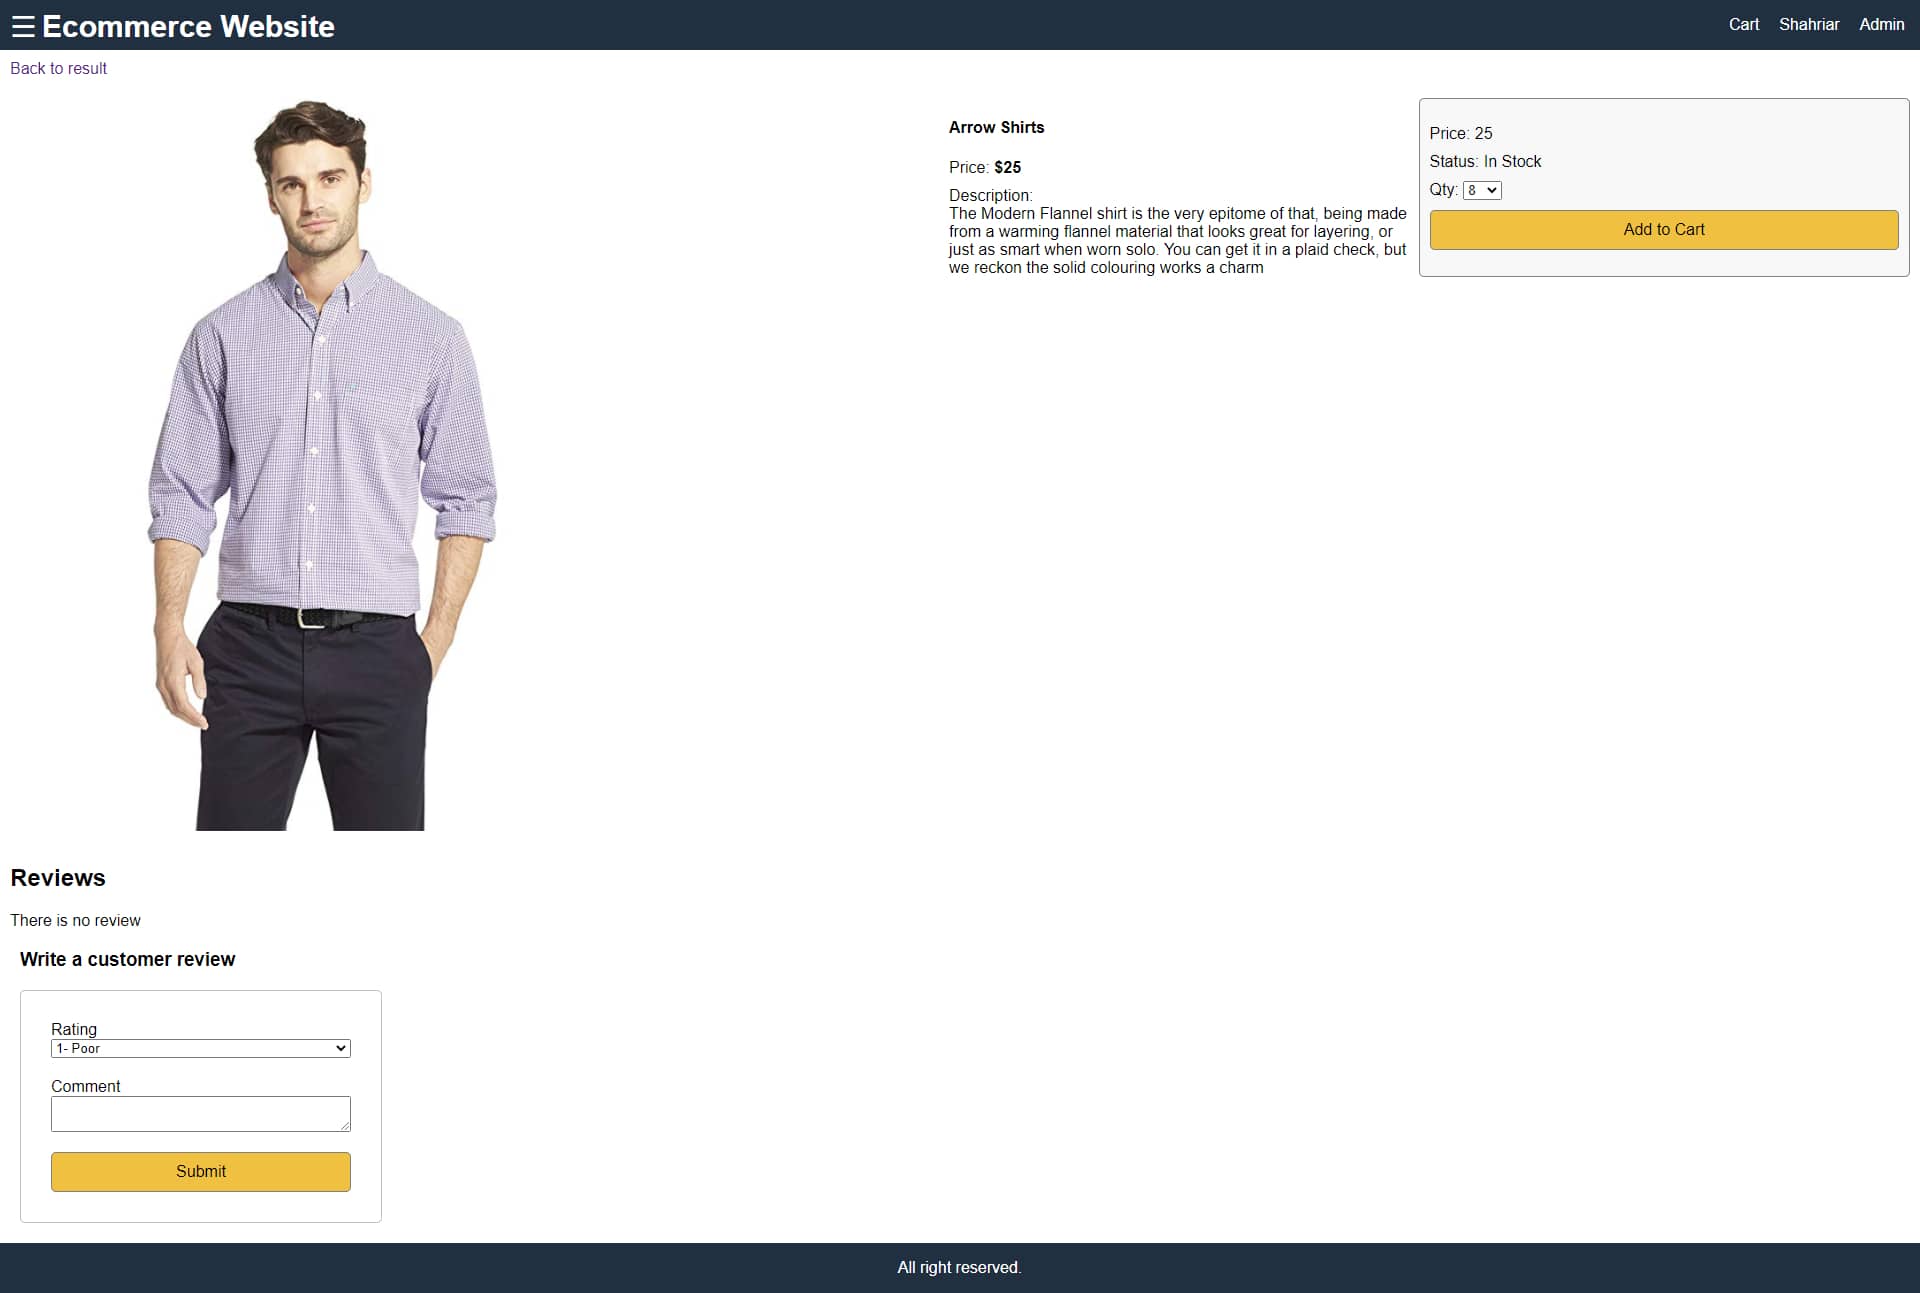 ☰ Ecommerce Website
Cart Shahriar Admin
Back to result
Arrow Shirts
Price: $25
Description:
The Modern Flannel shirt is the very epitome of that, being made
from a warming flannel material that looks great for layering, or
just as smart when worn solo. You can get it in a plaid check, but
we reckon the solid colouring works a charm
Price: 25
Status: In Stock
Qty: 8
Add to Cart
Reviews
There is no review
Write a customer review
Rating
1- Poor
Comment
Submit
All right reserved.